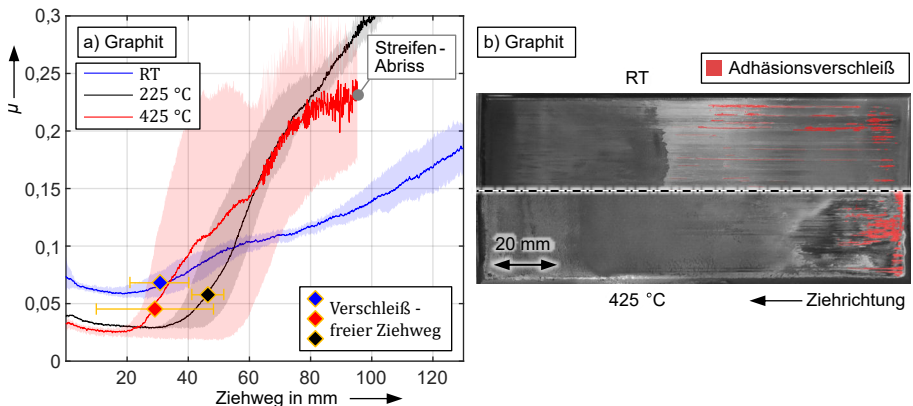 a) Graphit
RT
225 °C
425 °C
Streifen-
Abriss
Verschleiß-
freier Ziehweg
µ
0,3
0,25
0,2
0,15
0,1
0,05
0
20
40
60
80
100
120
Ziehweg in mm
b) Graphit
Adhäsionsverschleiß
RT
20 mm
425 °C
Ziehrichtung